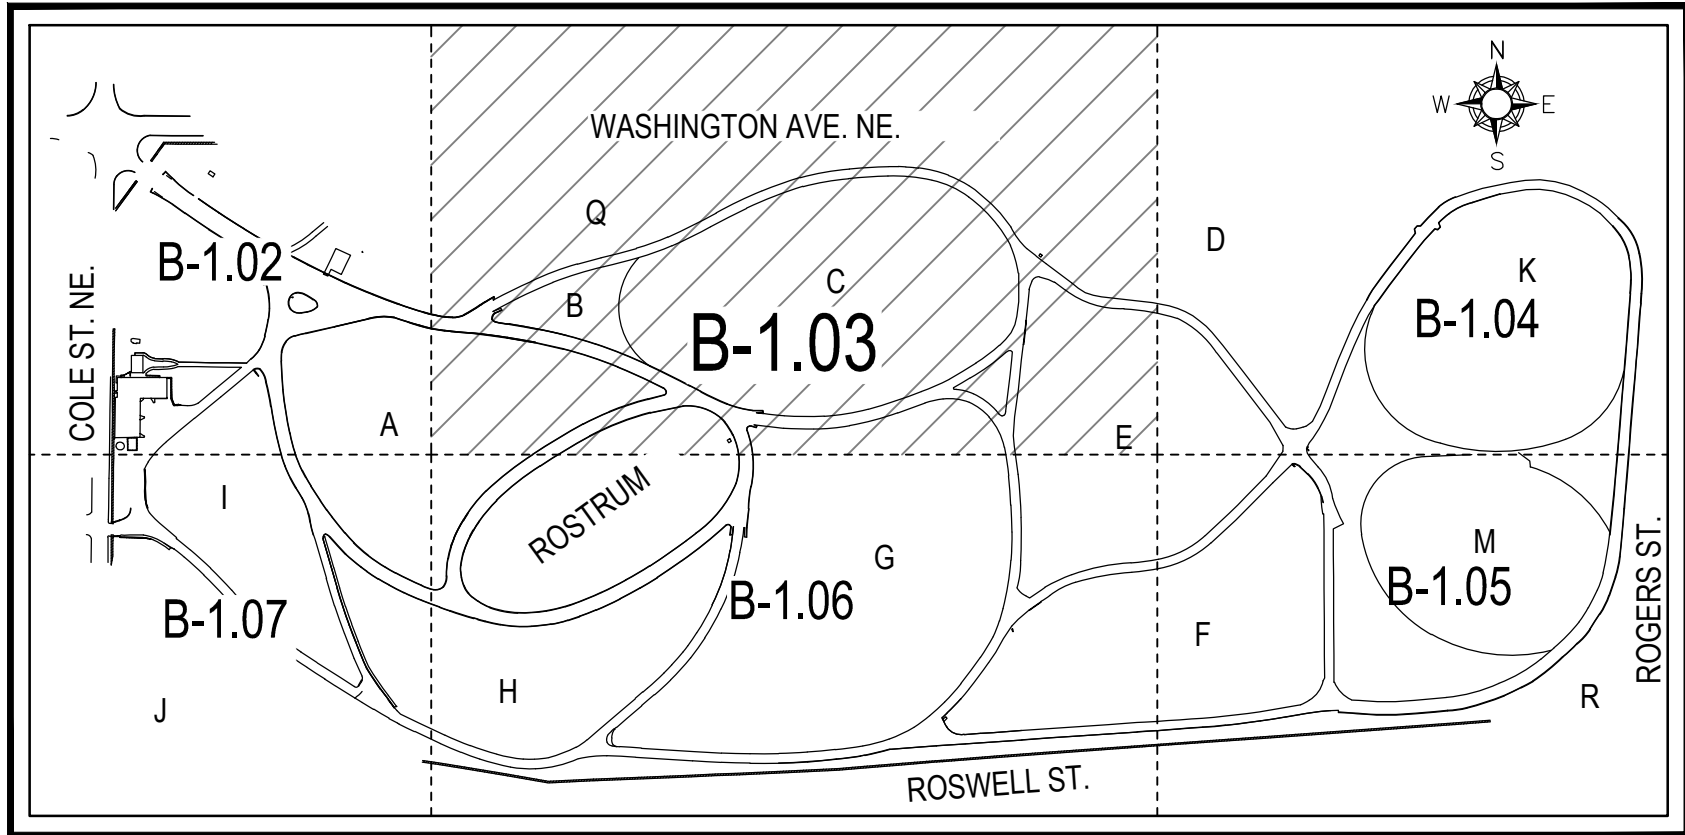 N
W E
S
WASHINGTON AVE. NE.
Q
D
B-1.02
K
C
B
B-1.04
B-1.03
COLE ST. NE.
A
E
I
ROSTRUM
M
G
B-1.05
B-1.06
B-1.07
F
ROGERS ST.
H
R
J
ROSWELL ST.